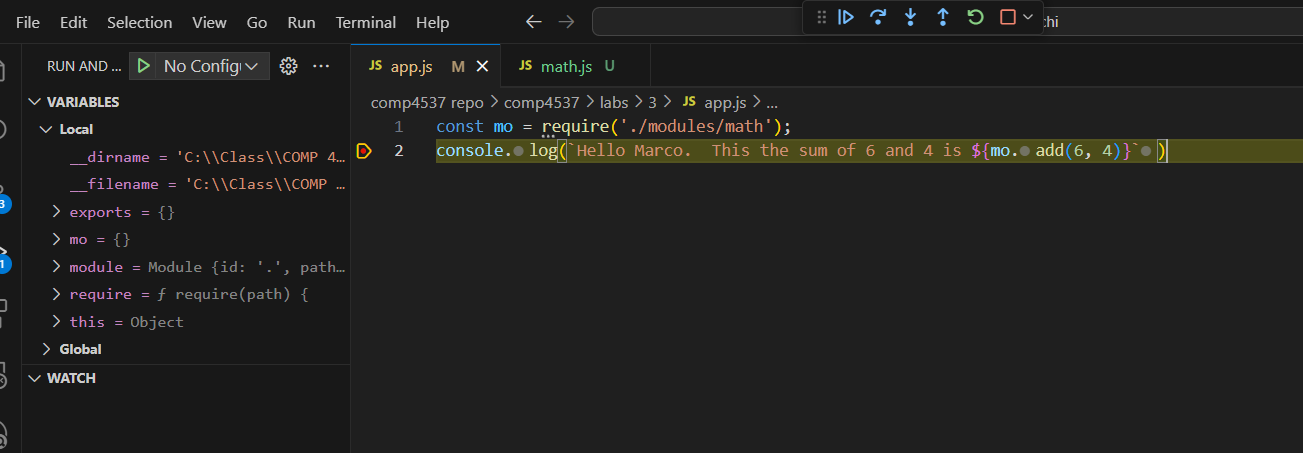 File Edit Selection View Go Run Terminal Help
chi
RUN AND ... No Config
JS app.js M
JS math.js U
VARIABLES
comp4537 repo > comp4537 > labs > 3 > JS app.js > ...
Local
1 const mo = require('./modules/math');
__dirname = 'C:\\Class\\COMP 4…
2 console.log(`Hello Marco.  This the sum of 6 and 4 is ${mo.add(6, 4)}`)
__filename = 'C:\\Class\\COMP …
exports = {}
mo = {}
module = Module {id: '.', path…
require = ƒ require(path) {
this = Object
Global
WATCH
3
1